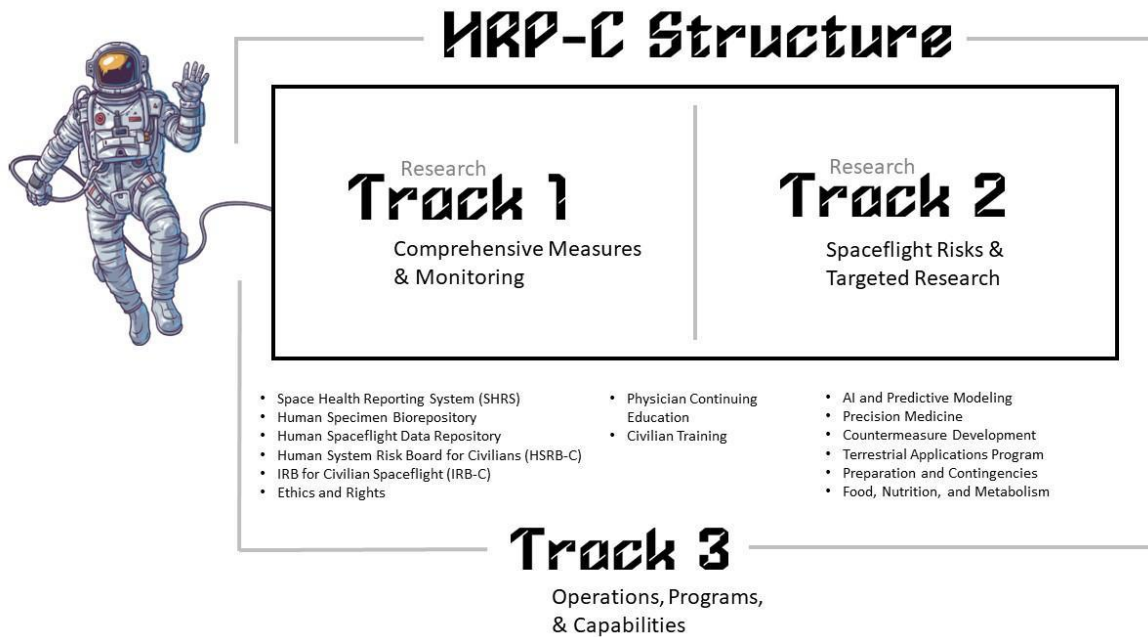 HRP-C Structure
Research
Track 1
Comprehensive Measures
& Monitoring
Research
Track 2
Spaceflight Risks &
Targeted Research
• Space Health Reporting System (SHRS)
• Human Specimen Biorepository
• Human Spaceflight Data Repository
• Human System Risk Board for Civilians (HSRB-C)
• IRB for Civilian Spaceflight (IRB-C)
• Ethics and Rights
• Physician Continuing
Education
• Civilian Training
• AI and Predictive Modeling
• Precision Medicine
• Countermeasure Development
• Terrestrial Applications Program
• Preparation and Contingencies
• Food, Nutrition, and Metabolism
Track 3
Operations, Programs,
& Capabilities